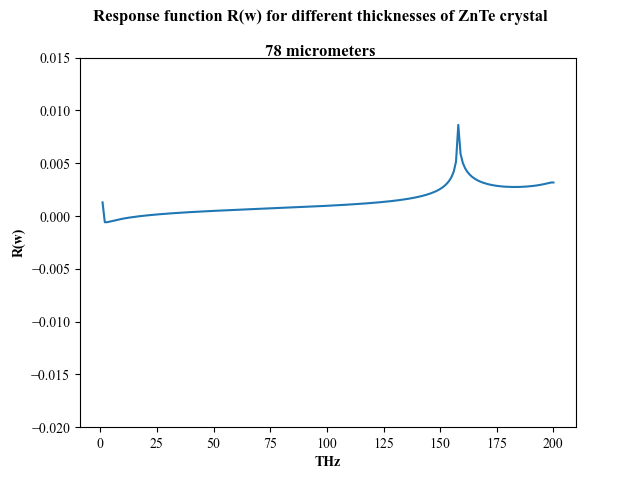 Response function R(w) for different thicknesses of ZnTe crystal
78 micrometers
0.015
0.010
0.005
0.000
−0.005
−0.010
−0.015
−0.020
R(w)
0 25 50 75 100 125 150 175 200
THz